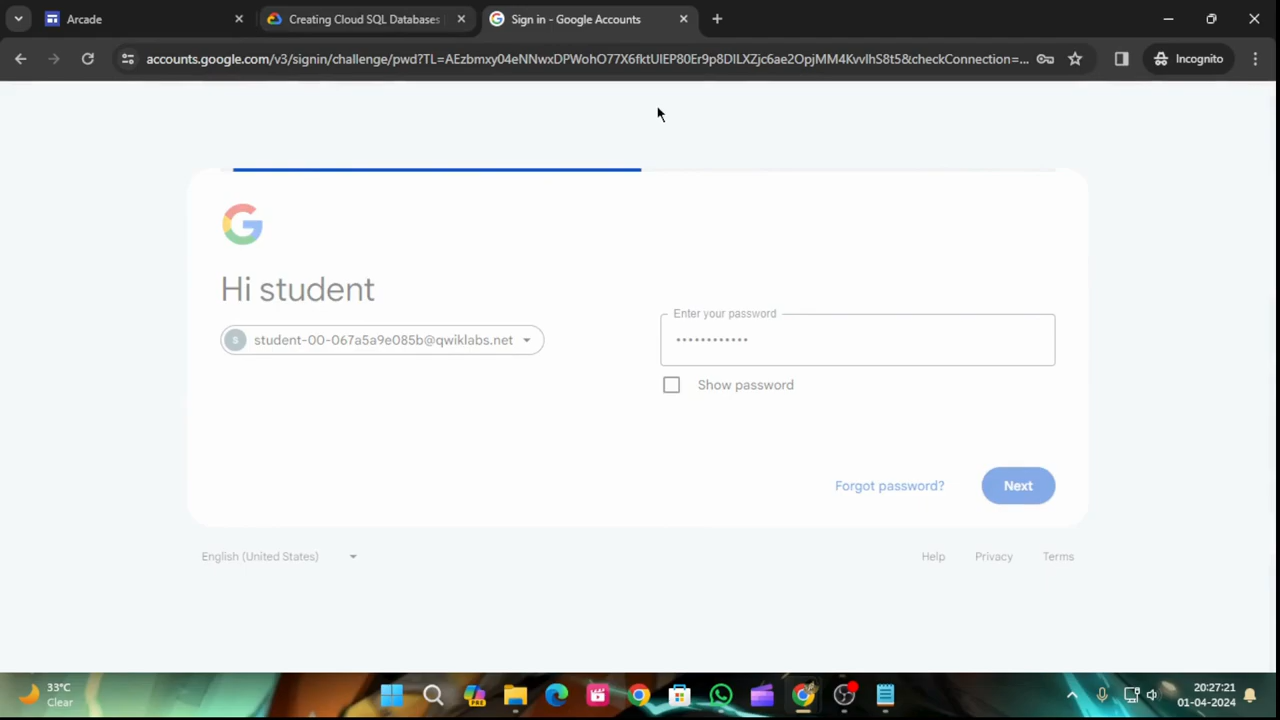 Arcade
Creating Cloud SQL Databases
Sign in - Google Accounts
accounts.google.com/v3/signin/challenge/pwd?TL=AEzbmxy04eNNwxDPWohO77X6fktUIEP80Er9p8DILXZjc6ae2OpjMM4KvvlhS8t5&checkConnection=...
Incognito
Hi student
S student-00-067a5a9e085b@qwiklabs.net
Enter your password
••••••••••••
Show password
Forgot password?
Next
English (United States)
Help Privacy Terms
33°C
Clear
PRE
20:27:21
01-04-2024